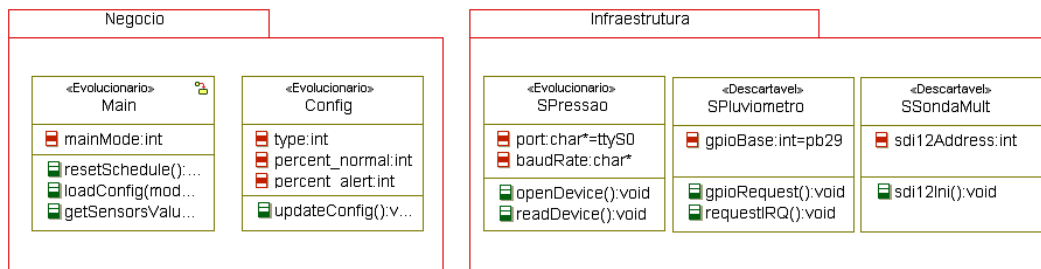 Negocio
«Evolucionario»
Main
mainMode:int
resetSchedule():...
loadConfig(mod...
getSensorsValu...
«Evolucionario»
Config
type:int
percent_normal:int
percent_alert:int
updateConfig():v...
Infraestrutura
«Evolucionario»
SPressao
port:char*=ttyS0
baudRate:char*
openDevice():void
readDevice():void
«Descartavel»
SPluviometro
gpioBase:int=pb29
gpioRequest():void
requestIRQ():void
«Descartavel»
SSondaMult
sdi12Address:int
sdi12Ini():void